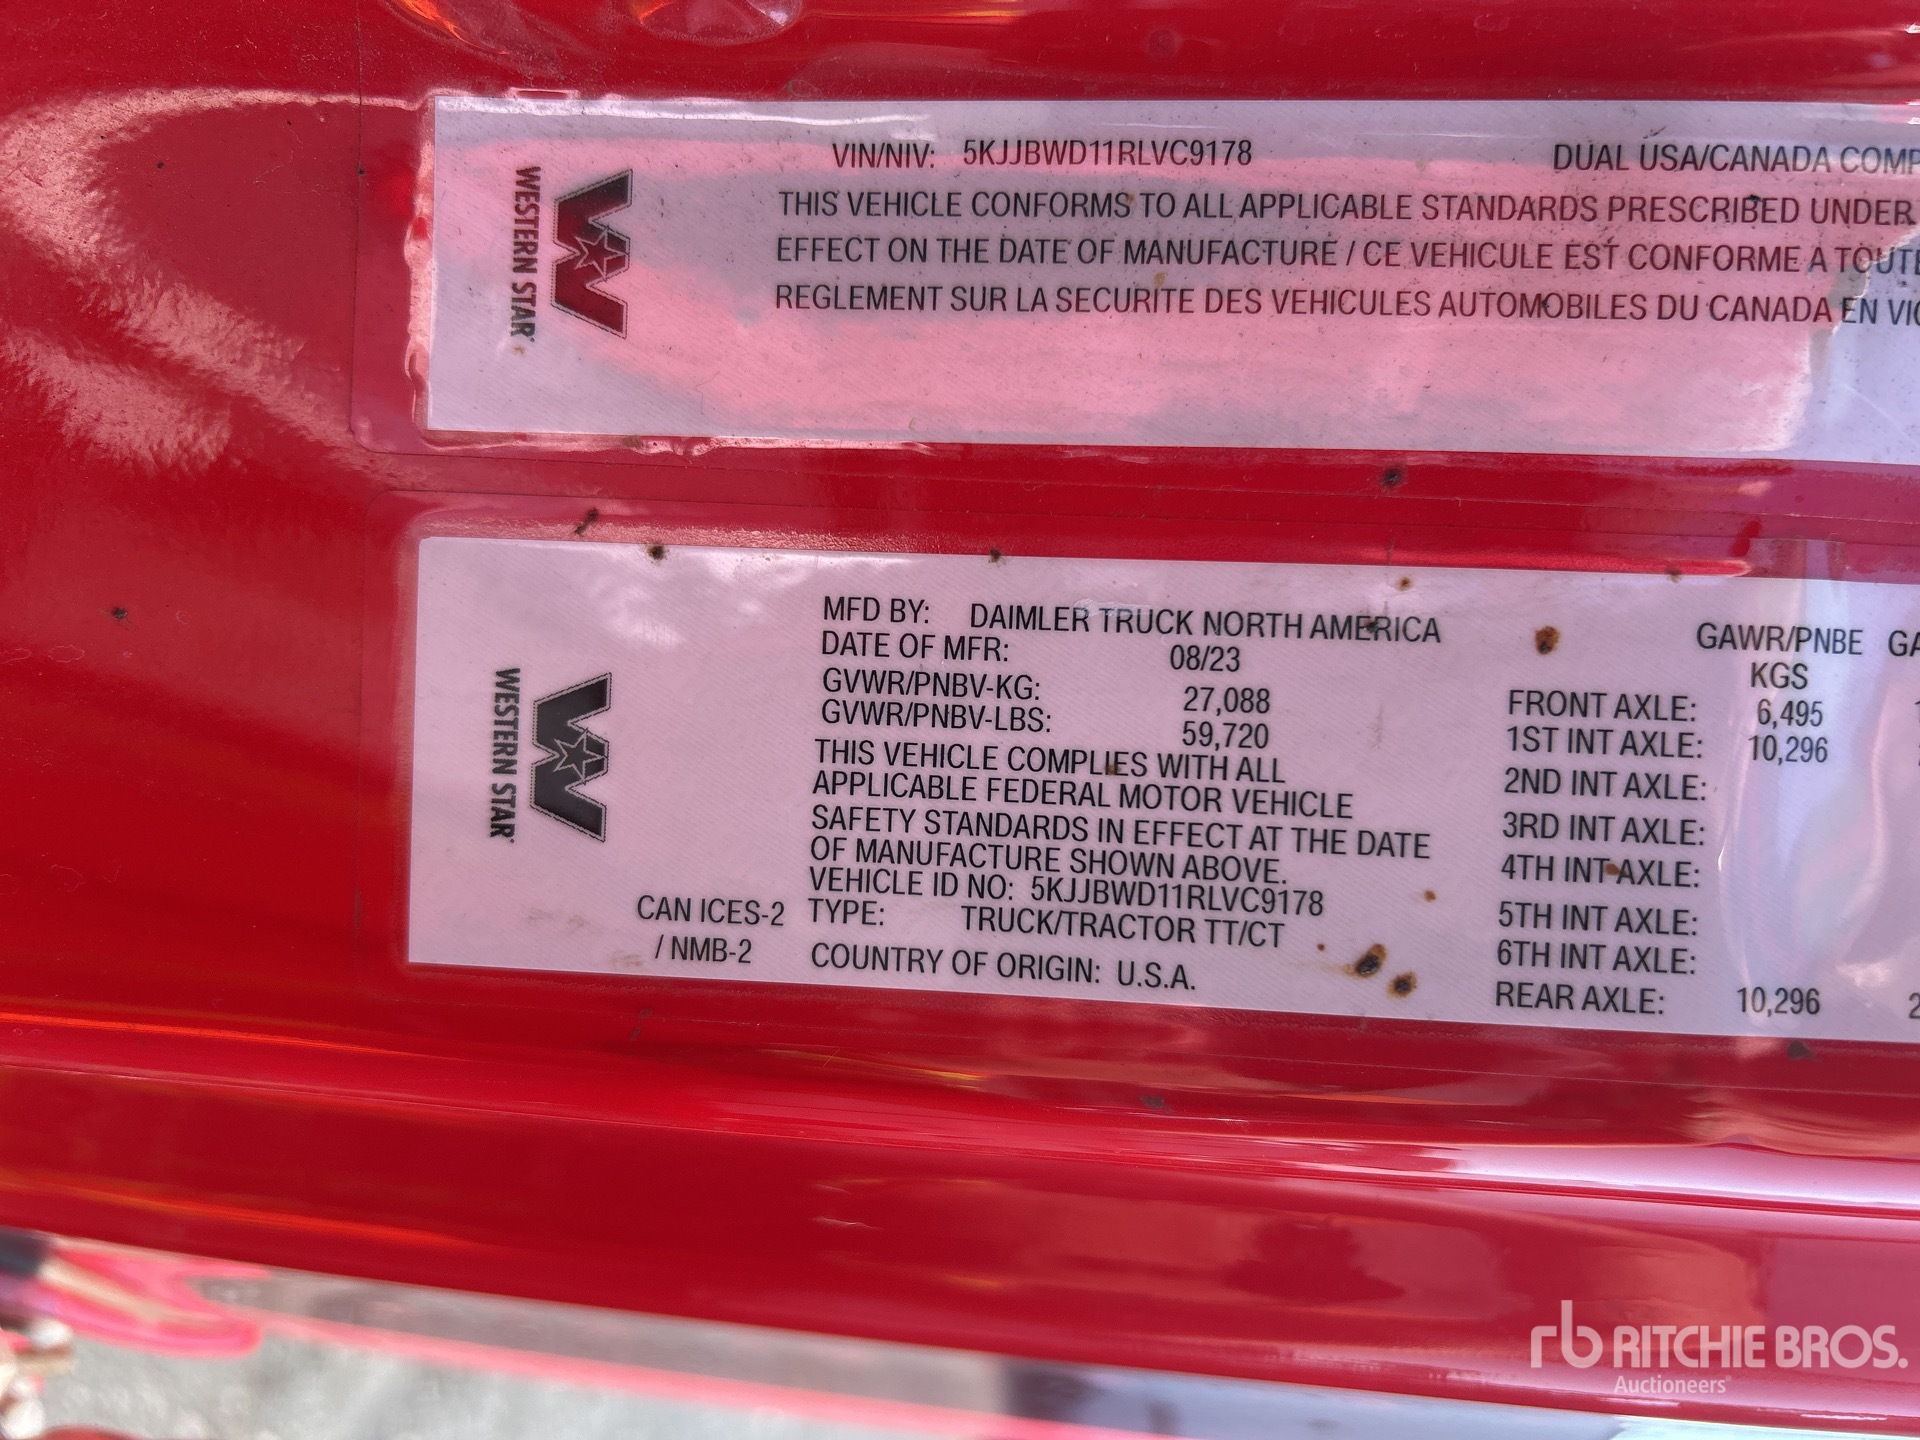 WESTERN STAR
VIN/NIV: 5KJJBWD11RLVC9178 DUAL USA/CANADA
THIS VEHICLE CONFORMS TO ALL APPLICABLE STANDARDS PRESCRIBED UNDER
EFFECT ON THE DATE OF MANUFACTURE / CE VEHICULE EST CONFORME A
REGLEMENT SUR LA SECURITE DES VEHICULES AUTOMOBILES DU CANADA EN
WESTERN STAR
CAN ICES-2
/ NMB-2
MFD BY: DAIMLER TRUCK NORTH AMERICA
DATE OF MFR: 08/23
GVWR/PNBV-KG: 27,088
GVWR/PNBV-LBS: 59,720
THIS VEHICLE COMPLIES WITH ALL
APPLICABLE FEDERAL MOTOR VEHICLE
SAFETY STANDARDS IN EFFECT AT THE DATE
OF MANUFACTURE SHOWN ABOVE.
VEHICLE ID NO: 5KJJBWD11RLVC9178
TYPE: TRUCK/TRACTOR TT/CT
COUNTRY OF ORIGIN: U.S.A.
GAWR/PNBE
KGS
FRONT AXLE: 6,495
1ST INT AXLE: 10,296
2ND INT AXLE:
3RD INT AXLE:
4TH INT AXLE:
5TH INT AXLE:
6TH INT AXLE:
REAR AXLE: 10,296
rb RITCHIE BROS.
Auctioneers